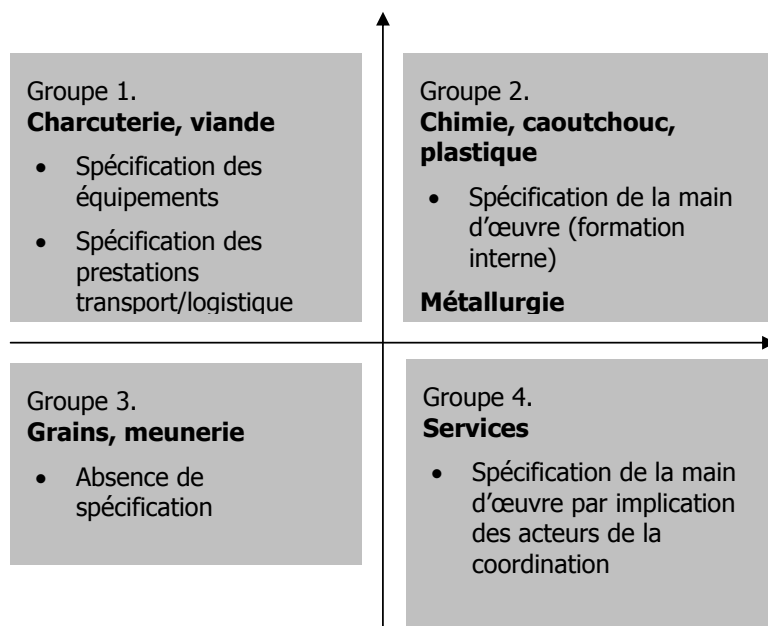 Groupe 1.
Charcuterie, viande
• Spécification des
équipements
• Spécification des
prestations
transport/logistique
Groupe 2.
Chimie, caoutchouc,
plastique
• Spécification de la main
d’œuvre (formation
interne)
Métallurgie
Groupe 3.
Grains, meunerie
• Absence de
spécification
Groupe 4.
Services
• Spécification de la main
d’œuvre par implication
des acteurs de la
coordination